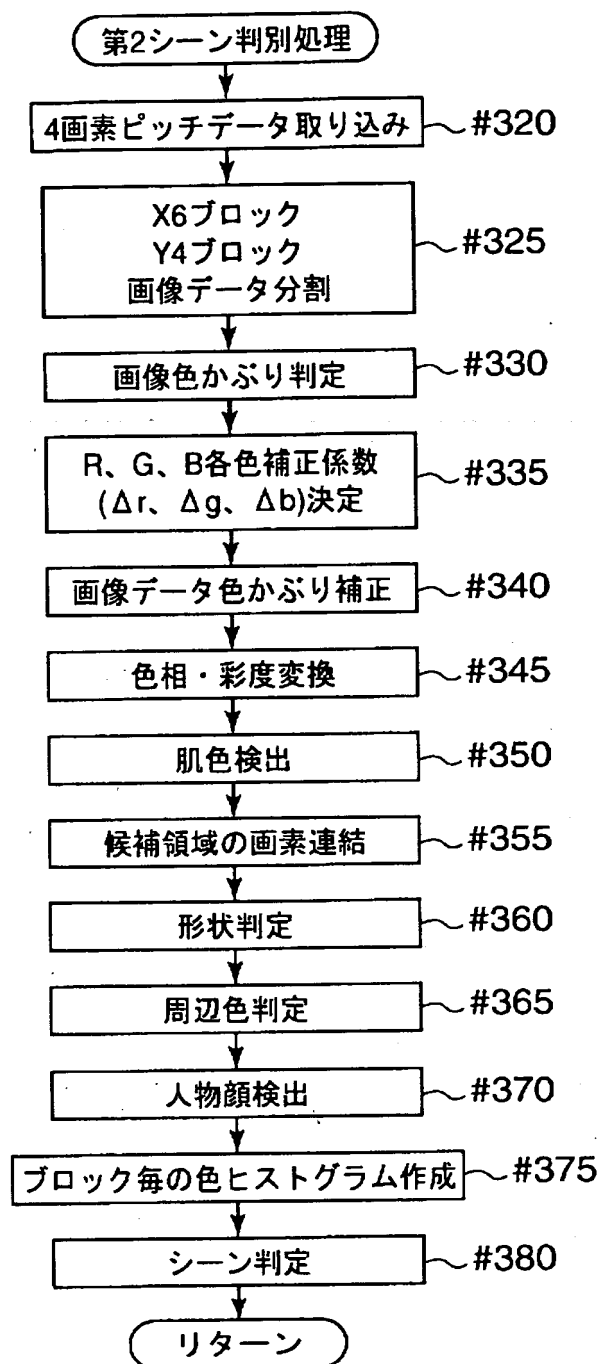 第2シーン判別処理
4画素ピッチデータ取り込み #320
X6ブロック
Y4ブロック #325
画像データ分割
画像色かぶり判定 #330
R、G、B各色補正係数 #335
(Δr、Δg、Δb)決定
画像データ色かぶり補正 #340
色相・彩度変換 #345
肌色検出 #350
候補領域の画素連結 #355
形状判定 #360
周辺色判定 #365
人物顔検出 #370
ブロック毎の色ヒストグラム作成 #375
シーン判定 #380
リターン